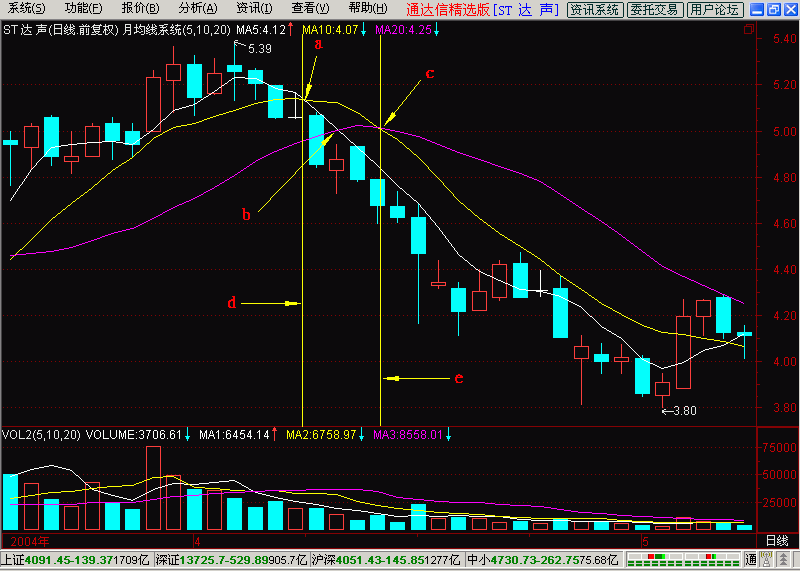 系统(S) 功能(F) 报价(B) 分析(A) 资讯(I) 查看(V) 帮助(H) 通达信精选版 [ST 达 声] 资讯系统 委托交易 用户论坛
ST 达 声(日线.前复权) 月均线系统(5,10,20) MA5:4.12↑ MA10:4.07↓ MA20:4.25↓
a
5.39
5.40
c
5.20
5.00
4.80
b
4.60
4.40
d
4.20
4.00
e
3.80
←3.80
VOL2(5,10,20) VOLUME:3706.61↓ MA1:6454.14↑ MA2:6758.97↓ MA3:8558.01↓
75000
50000
25000
2004年 4 5 日线
上证4091.45-139.371709亿 深证13725.7-529.89905.7亿 沪深4051.43-145.851277亿 中小4730.73-262.7575.68亿 通